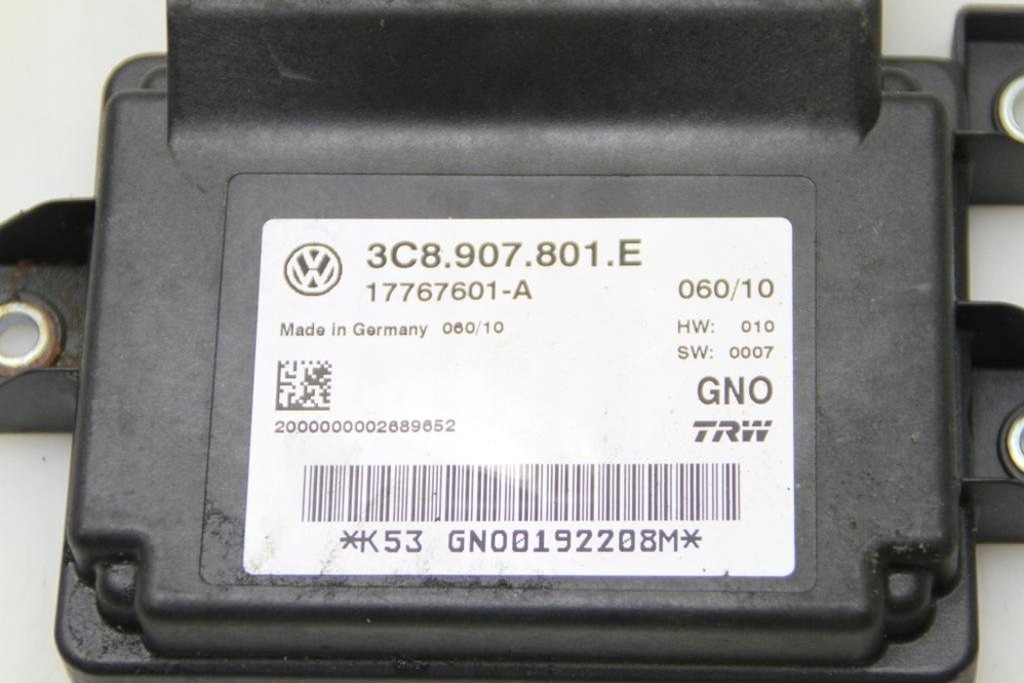 3C8.907.801.E
17767601-A 060/10
Made in Germany 060/10
HW: 010
SW: 0007
GNO
2000000002689652
TRW
*K53 GNO0192208M*